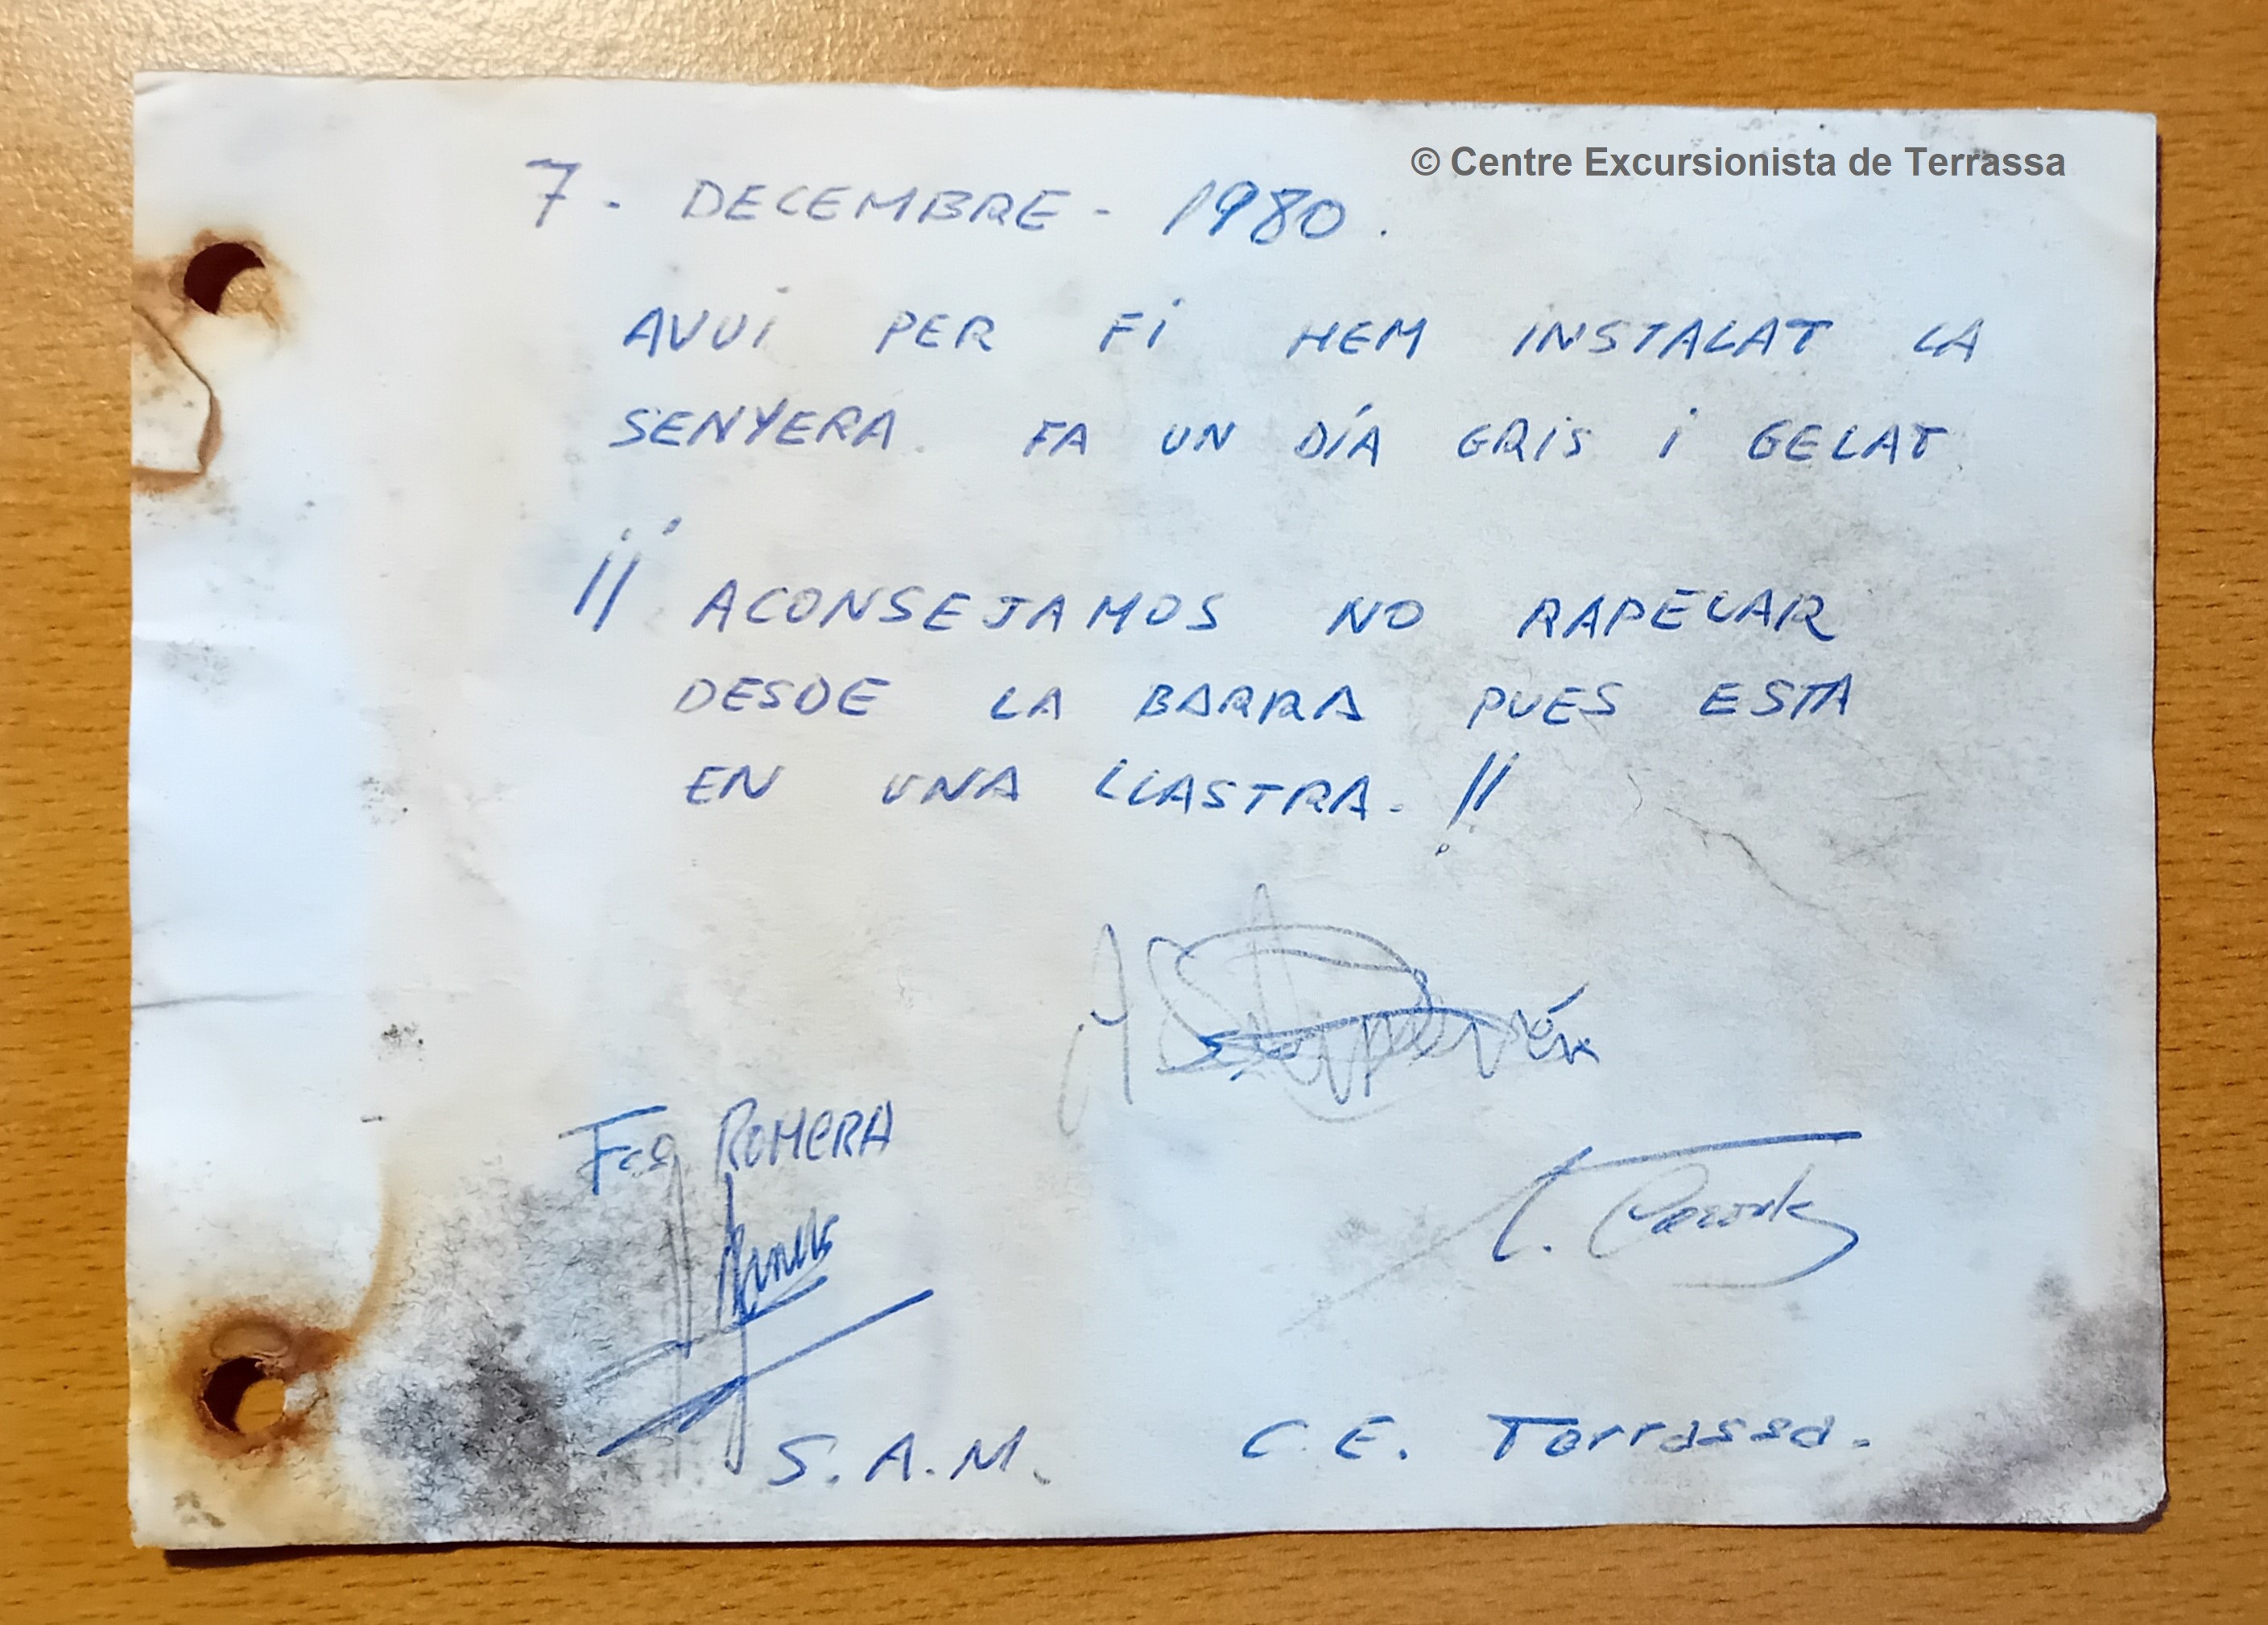 © Centre Excursionista de Terrassa
7 - DECEMBRE - 1980.
AVUI PER FI HEM INSTALAT LA
SENYERA. FA UN DÍA GRIS I GELAT.
¡¡ ACONSEJAMOS NO RAPELAR
DESDE LA BARRA PUES ESTA
EN UNA LLASTRA. !!
Fco ROMERA
S.A.M.
C.E. Terrassa.